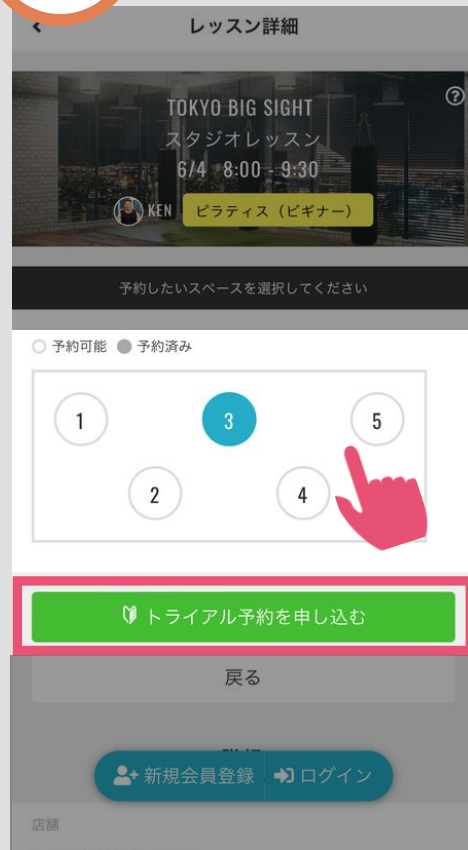 レッスン詳細
TOKYO BIG SIGHT
スタジオレッスン
6/4 8:00 - 9:30
KEN ピラティス（ビギナー）
予約したいスペースを選択してください
予約可能 予約済み
1 3 5
2 4
トライアル予約を申し込む
戻る
新規会員登録 ログイン
店舗